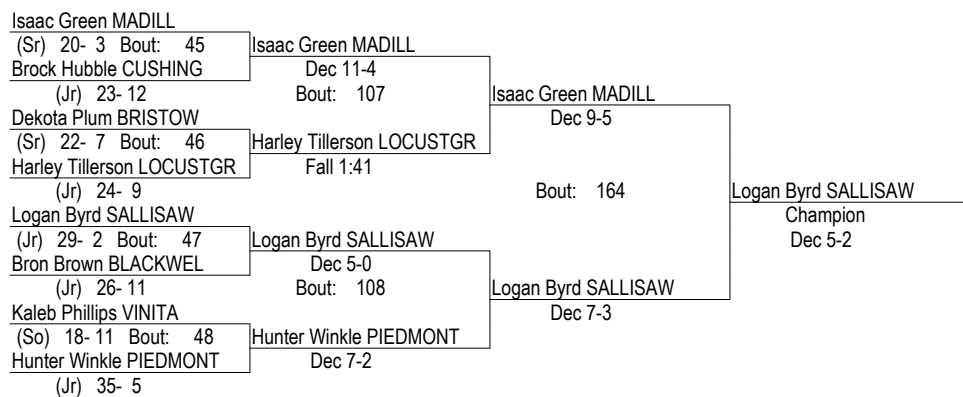 Isaac Green MADILL
(Sr) 20- 3 Bout: 45
Isaac Green MADILL
Brock Hubble CUSHING
Dec 11-4
(Jr) 23- 12
Bout: 107
Isaac Green MADILL
Dekota Plum BRISTOW
Dec 9-5
(Sr) 22- 7 Bout: 46
Harley Tillerson LOCUSTGR
Harley Tillerson LOCUSTGR
Fall 1:41
(Jr) 24- 9
Bout: 164
Logan Byrd SALLISAW
Logan Byrd SALLISAW
Champion
(Jr) 29- 2 Bout: 47
Logan Byrd SALLISAW
Dec 5-2
Bron Brown BLACKWEL
Dec 5-0
(Jr) 26- 11
Bout: 108
Logan Byrd SALLISAW
Kaleb Phillips VINITA
Dec 7-3
(So) 18- 11 Bout: 48
Hunter Winkle PIEDMONT
Hunter Winkle PIEDMONT
Dec 7-2
(Jr) 35- 5